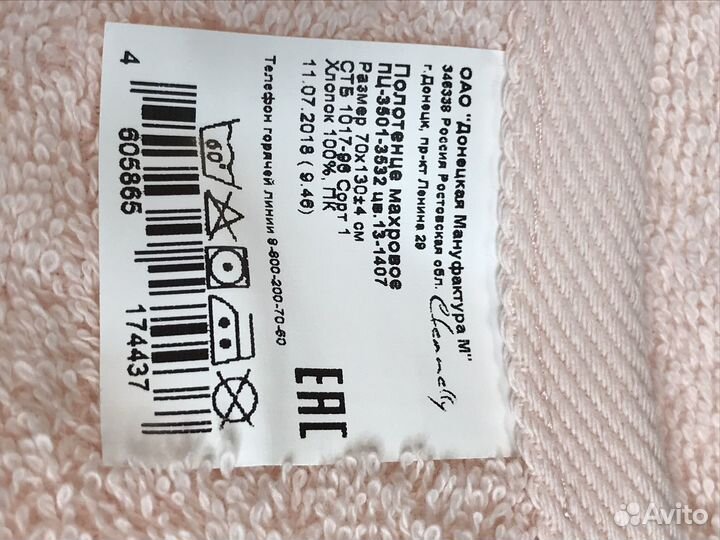 ОАО "Донецкая Мануфактура М"
346338 Россия Ростовская обл.
г.Донецк, пр-кт Ленина 29
Полотенце махровое
ПЦ-3501-3532 цв.13-1407
размер 70х130±4 см
СТБ 1017-96 Сорт 1
Хлопок 100%, ПК
11.07.2018 ( 9.46)
60°
Телефон горячей линии 8-800-200-70-60
EAC
4 605865 174437
Avito